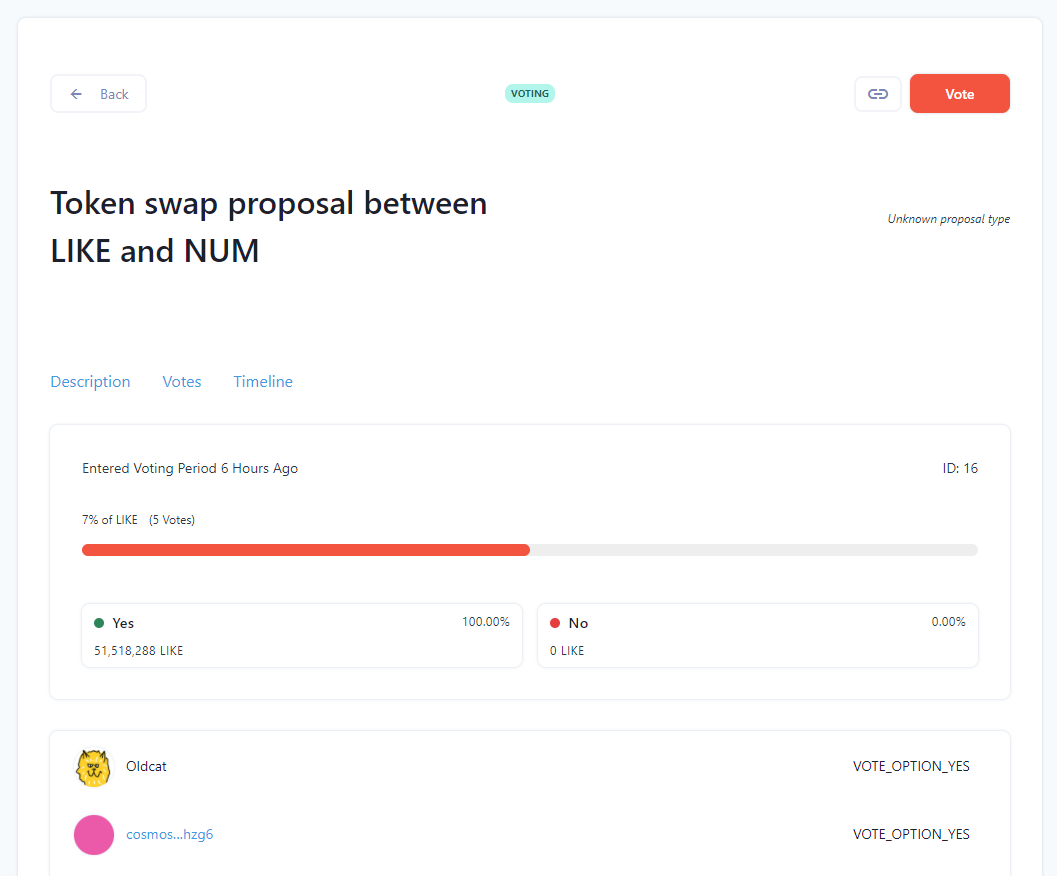 Back
VOTING
Vote
Token swap proposal between
LIKE and NUM
Unknown proposal type
Description Votes Timeline
Entered Voting Period 6 Hours Ago
ID: 16
7% of LIKE (5 Votes)
Yes 100.00%
51,518,288 LIKE
No 0.00%
0 LIKE
Oldcat VOTE_OPTION_YES
cosmos...hzg6 VOTE_OPTION_YES